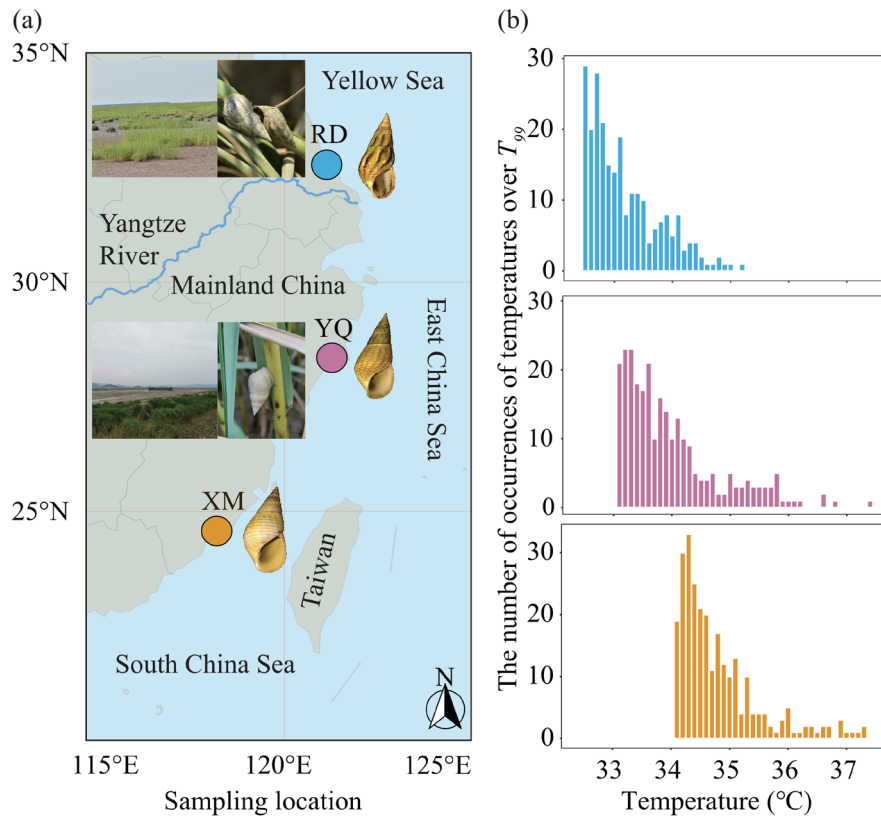 (a)
35°N
30°N
25°N
Yellow Sea
RD
Yangtze
River
Mainland China
YQ
East China Sea
XM
Taiwan
South China Sea
N
115°E
120°E
125°E
Sampling location
(b)
The number of occurrences of temperatures over T99
30
20
10
0
30
20
10
0
30
20
10
0
33
34
35
36
37
Temperature (°C)